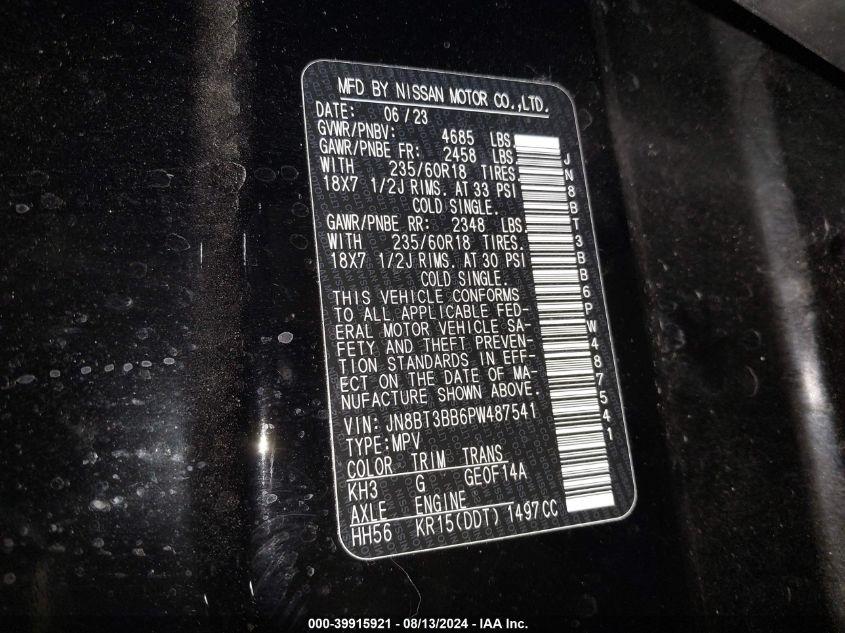 MFD BY NISSAN MOTOR CO.,LTD.
DATE: 06/23
GVWR/PNBV: 4685 LBS
GAWR/PNBE FR: 2458 LBS
WITH 235/60R18 TIRES
18X7 1/2J RIMS. AT 33 PSI
COLD SINGLE.
GAWR/PNBE RR: 2348 LBS
WITH 235/60R18 TIRES.
18X7 1/2J RIMS. AT 30 PSI
COLD SINGLE.
THIS VEHICLE CONFORMS
TO ALL APPLICABLE FED-
ERAL MOTOR VEHICLE SA-
FETY AND THEFT PREVEN-
TION STANDARDS IN EFF-
ECT ON THE DATE OF MA-
NUFACTURE SHOWN ABOVE.
VIN: JN8BT3BB6PW487541
TYPE:MPV
COLOR TRIM TRANS
KH3 G GE0F14A
AXLE ENGINE
HH56 KR15(DDT) 1497CC
JN8BT3BB6PW487541
000-39915921 - 08/13/2024 - IAA Inc.